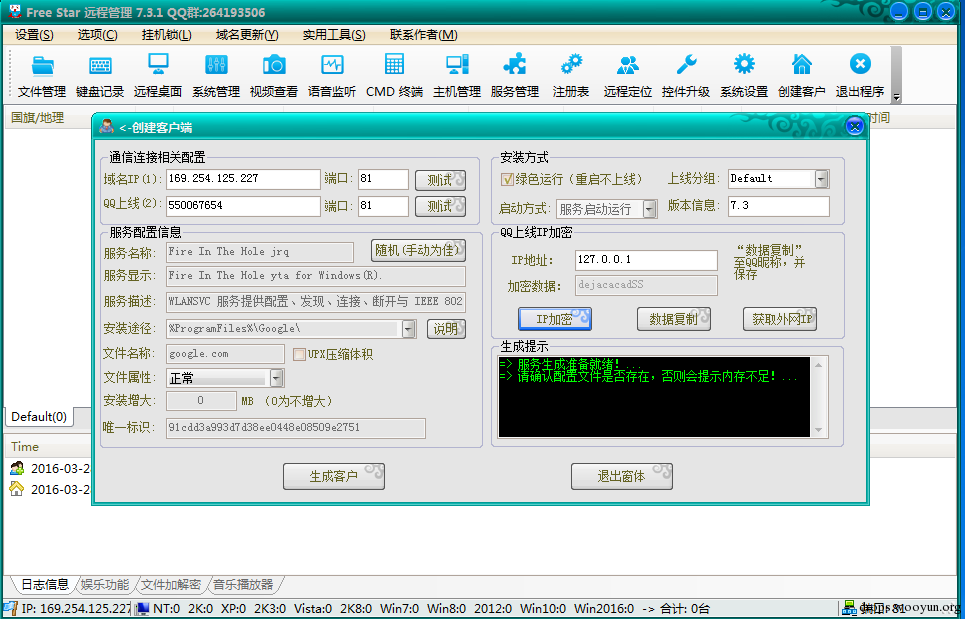 Free Star 远程管理 7.3.1 QQ群:264193506
设置(S) 选项(C) 挂机锁(L) 域名更新(Y) 实用工具(S) 联系作者(M)
文件管理 键盘记录 远程桌面 系统管理 视频查看 语音监听 CMD 终端 主机管理 服务管理 注册表 远程定位 控件升级 系统设置 创建客户 退出程序
国旗/地理 时间
<-创建客户端
通信连接相关配置
域名IP(1): 169.254.125.227 端口: 81 测试
QQ上线(2): 550067654 端口: 81 测试
服务配置信息
服务名称: Fire In The Hole jrq 随机(手动为佳)
服务显示: Fire In The Hole yta for Windows(R).
服务描述: WLANSVC 服务提供配置、发现、连接、断开与 IEEE 802
安装途径: %ProgramFiles%\Google\ 说明
文件名称: google.com UPX压缩体积
文件属性: 正常
安装增大: 0 MB (0为不增大)
唯一标识: 91cdd3a993d7d38ee0448e08509e2751
安装方式
绿色运行 (重启不上线) 上线分组: Default
启动方式: 服务启动运行 版本信息: 7.3
QQ上线IP加密
IP地址: 127.0.0.1
加密数据: dejacacadSS
“数据复制”
至QQ昵称，并
保存
IP加密 数据复制 获取外网IP
生成提示
=> 服务生成准备就绪! ...
=> 请确认配置文件是否存在，否则会提示内存不足! ...
生成客户 退出窗体
Default(0)
Time
2016-03-2
2016-03-2
日志信息 娱乐功能 文件加解密 音乐播放器
IP: 169.254.125.227 NT:0 2K:0 XP:0 2K3:0 Vista:0 2K8:0 Win7:0 Win8:0 2012:0 Win10:0 Win2016:0 -> 合计: 0台
drops.wooyun.org